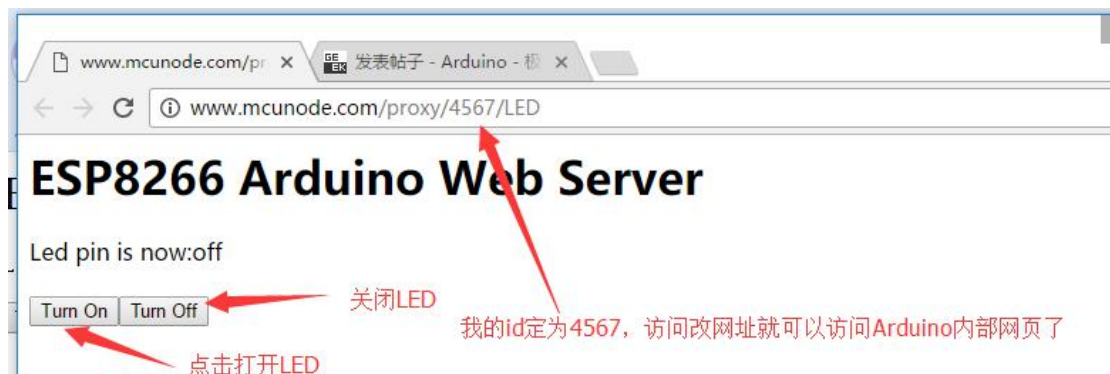 www.mcunode.com/pr
GE
EK
发表帖子 - Arduino - 极
www.mcunode.com/proxy/4567/LED
ESP8266 Arduino Web Server
Led pin is now:off
Turn On Turn Off
关闭LED
我的id定为4567，访问改网址就可以访问Arduino内部网页了
点击打开LED